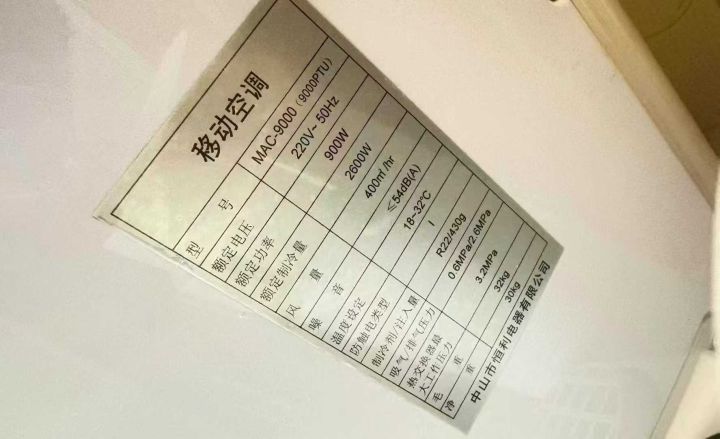 移动空调
型号 MAC-9000（9000PTU）
额定电压 220V~ 50Hz
额定功率 900W
额定制冷量 2600W
风量 400㎡/hr
噪音 ≤54dB(A)
温度设定 18~32℃
防触电类型 I
制冷剂/注入量 R22/430g
吸气/排气压力 0.6MPa/2.6MPa
热交换器最
大工作压力 3.2MPa
毛重 32kg
净重 30kg
中山市恒利电器有限公司